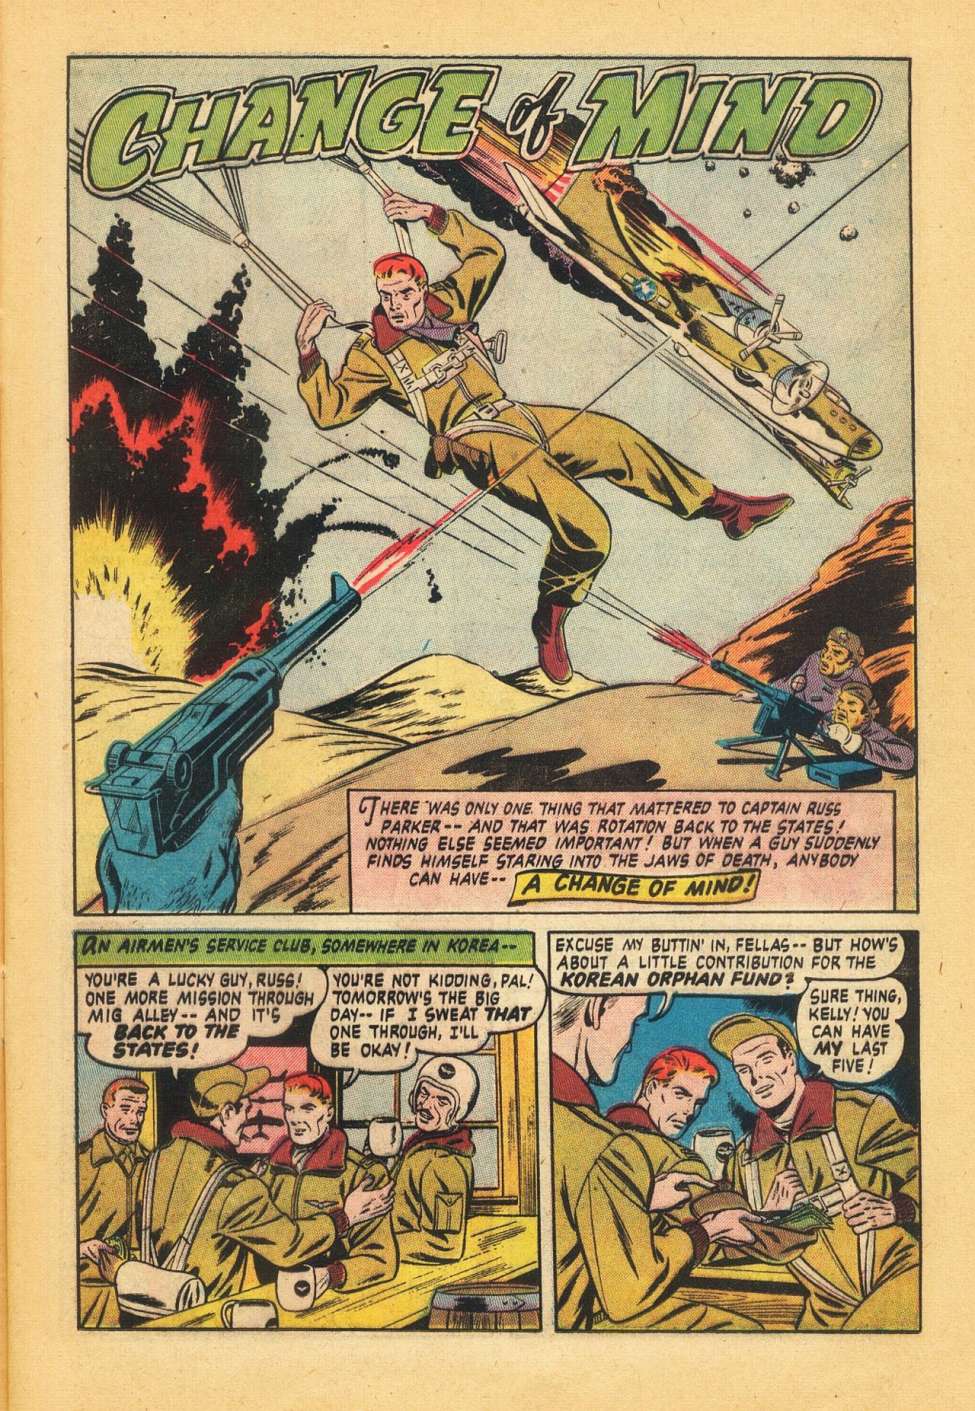 CHANGE of MIND
THERE WAS ONLY ONE THING THAT MATTERED TO CAPTAIN RUSS
PARKER-- AND THAT WAS ROTATION BACK TO THE STATES!
NOTHING ELSE SEEMED IMPORTANT! BUT WHEN A GUY SUDDENLY
FINDS HIMSELF STARING INTO THE JAWS OF DEATH, ANYBODY
CAN HAVE-- A CHANGE OF MIND!
AN AIRMEN'S SERVICE CLUB, SOMEWHERE IN KOREA--
YOU'RE A LUCKY GUY, RUSS!
ONE MORE MISSION THROUGH
MIG ALLEY-- AND IT'S
BACK TO THE
STATES!
YOU'RE NOT KIDDING, PAL!
TOMORROW'S THE BIG
DAY-- IF I SWEAT THAT
ONE THROUGH, I'LL
BE OKAY!
EXCUSE MY BUTTIN' IN, FELLAS-- BUT HOW'S
ABOUT A LITTLE CONTRIBUTION FOR THE
KOREAN ORPHAN FUND?
SURE THING,
KELLY! YOU
CAN HAVE
MY LAST
FIVE!